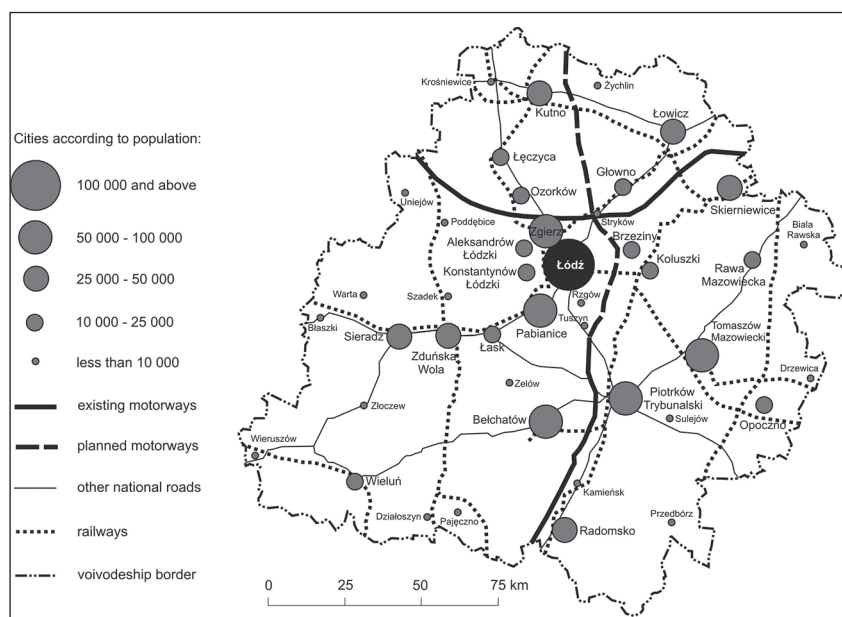 Cities according to population:
100 000 and above
50 000 - 100 000
25 000 - 50 000
10 000 - 25 000
less than 10 000
existing motorways
planned motorways
other national roads
railways
voivodeship border
Krośniewice
Kutno
Żychlin
Łowicz
Łęczyca
Głowno
Ozorków
Uniejów
Skierniewice
Poddębice
Stryków
Zgierz
Biala
Rawska
Aleksandrów
Łódzki
Brzeziny
Konstantynów
Łódzki
Łódź
Koluszki
Rawa
Mazowiecka
Warta
Szadek
Rzgów
Błaszki
Tuszyn
Pabianice
Sieradz
Zduńska
Wola
Łask
Tomaszów
Mazowiecki
Drzewica
Zelów
Piotrków
Trybunalski
Złoczew
Bełchatów
Sulejów
Opoczno
Wieruszów
Wieluń
Kamieńsk
Działoszyn
Pajęczno
Przedbórz
Radomsko
0 25 50 75 km